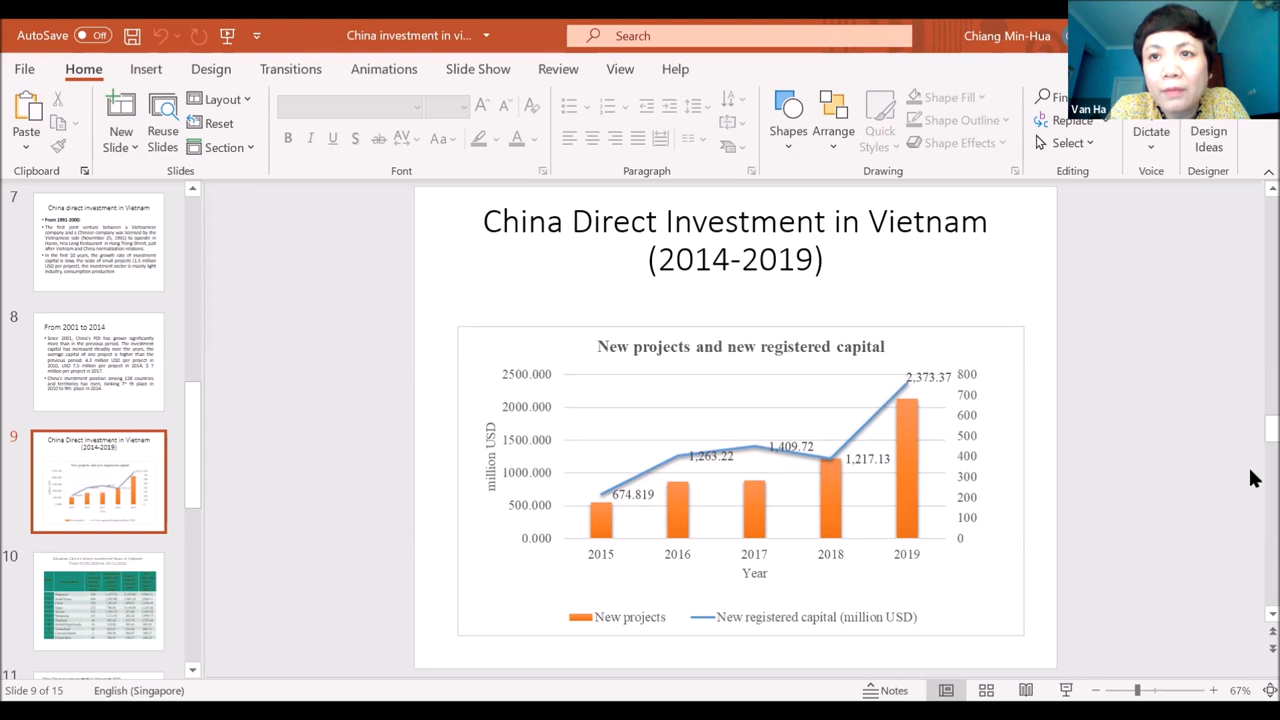 AutoSave Off
China investment in vi...
Search
Chiang Min-Hua
File Home Insert Design Transitions Animations Slide Show Review View Help
Van Ha
Paste
New Slide
Reuse Slides
Layout
Reset
Section
B I U S ab AV Aa A
Shapes
Arrange
Quick Styles
Shape Fill
Shape Outline
Shape Effects
Replace
Select
Dictate
Design Ideas
Clipboard
Slides
Font
Paragraph
Drawing
Editing
Voice
Designer
7
China direct investment in Vietnam
From 1991-2000:
8
From 2001 to 2014
9
China Direct Investment in Vietnam
(2014-2019)
10
11
China Direct Investment in Vietnam
(2014-2019)
New projects and new registered capital
million USD
2500.000
2000.000
1500.000
1000.000
500.000
0.000
674.819
1,263.22
1,409.72
1,217.13
2,373.37
800
700
600
500
400
300
200
100
0
2015 2016 2017 2018 2019
Year
New projects
New registered capital (million USD)
Slide 9 of 15
English (Singapore)
Notes
67%